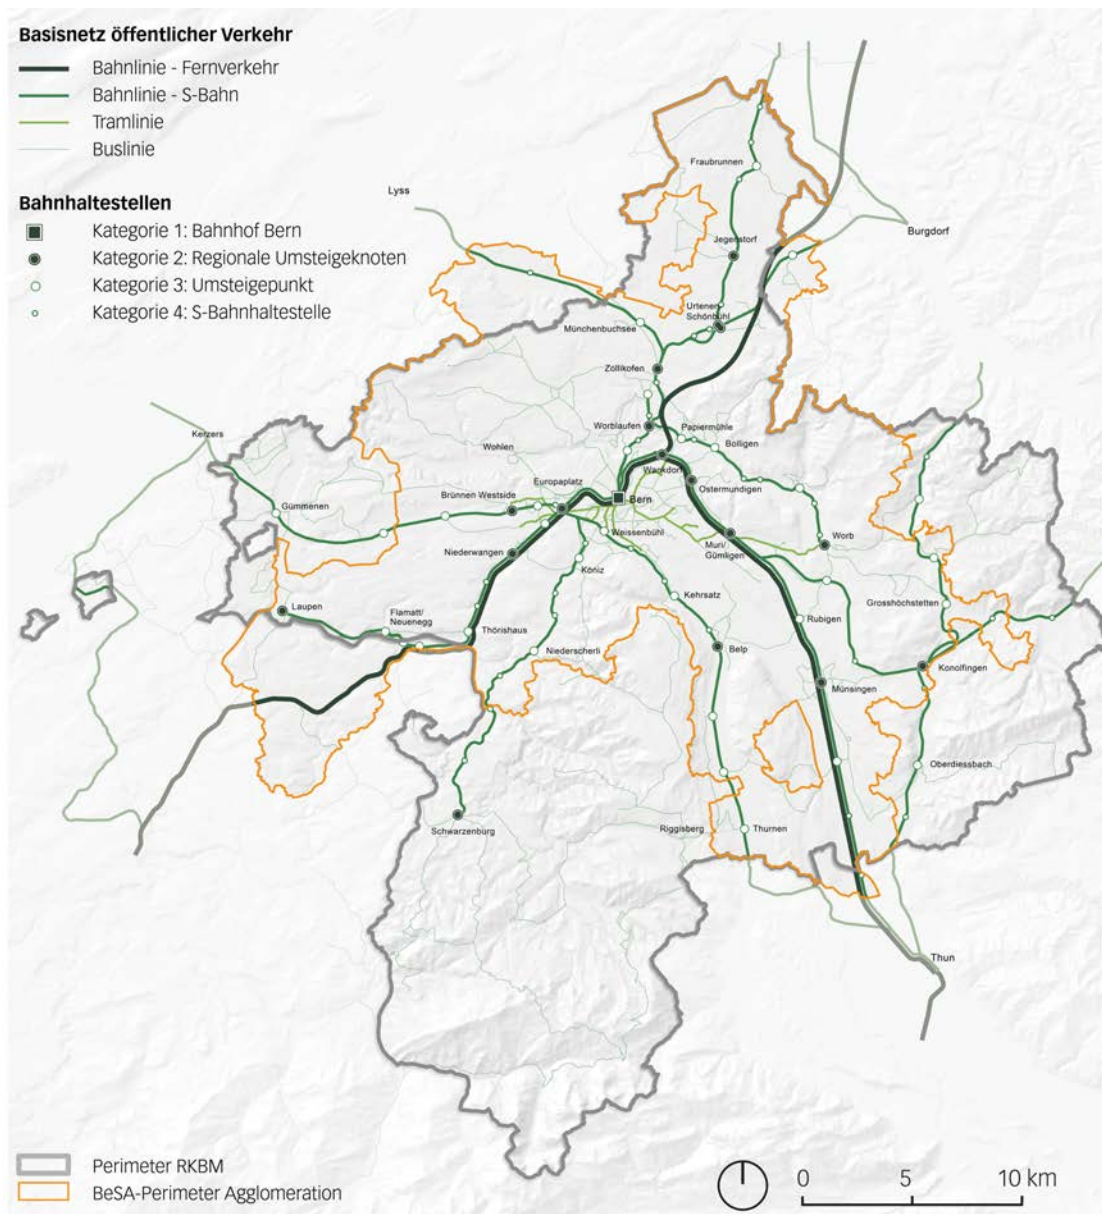 Basisnetz öffentlicher Verkehr
Bahnlinie - Fernverkehr
Bahnlinie - S-Bahn
Tramlinie
Buslinie
Bahnhaltestellen
Kategorie 1: Bahnhof Bern
Kategorie 2: Regionale Umsteigeknoten
Kategorie 3: Umsteigepunkt
Kategorie 4: S-Bahnhaltestelle
Fraubrunnen
Lyss
Burgdorf
Jegenstorf
Urtenen
Schönbühl
Münchenbuchsee
Zollikofen
Worblaufen
Papiermühle
Kerzers
Wohlen
Bolligen
Wankdorf
Europaplatz
Ostermundigen
Brünnen Westside
Bern
Gümmenen
Weissenbühl
Worb
Muri/
Gümligen
Niederwangen
Köniz
Kehrsatz
Grosshöchstetten
Laupen
Flamatt/
Neuenegg
Rubigen
Thörishaus
Niederscherli
Belp
Konolfingen
Münsingen
Oberdiessbach
Schwarzenburg
Riggisberg
Thurnen
Thun
Perimeter RKBM
BeSA-Perimeter Agglomeration
0 5 10 km